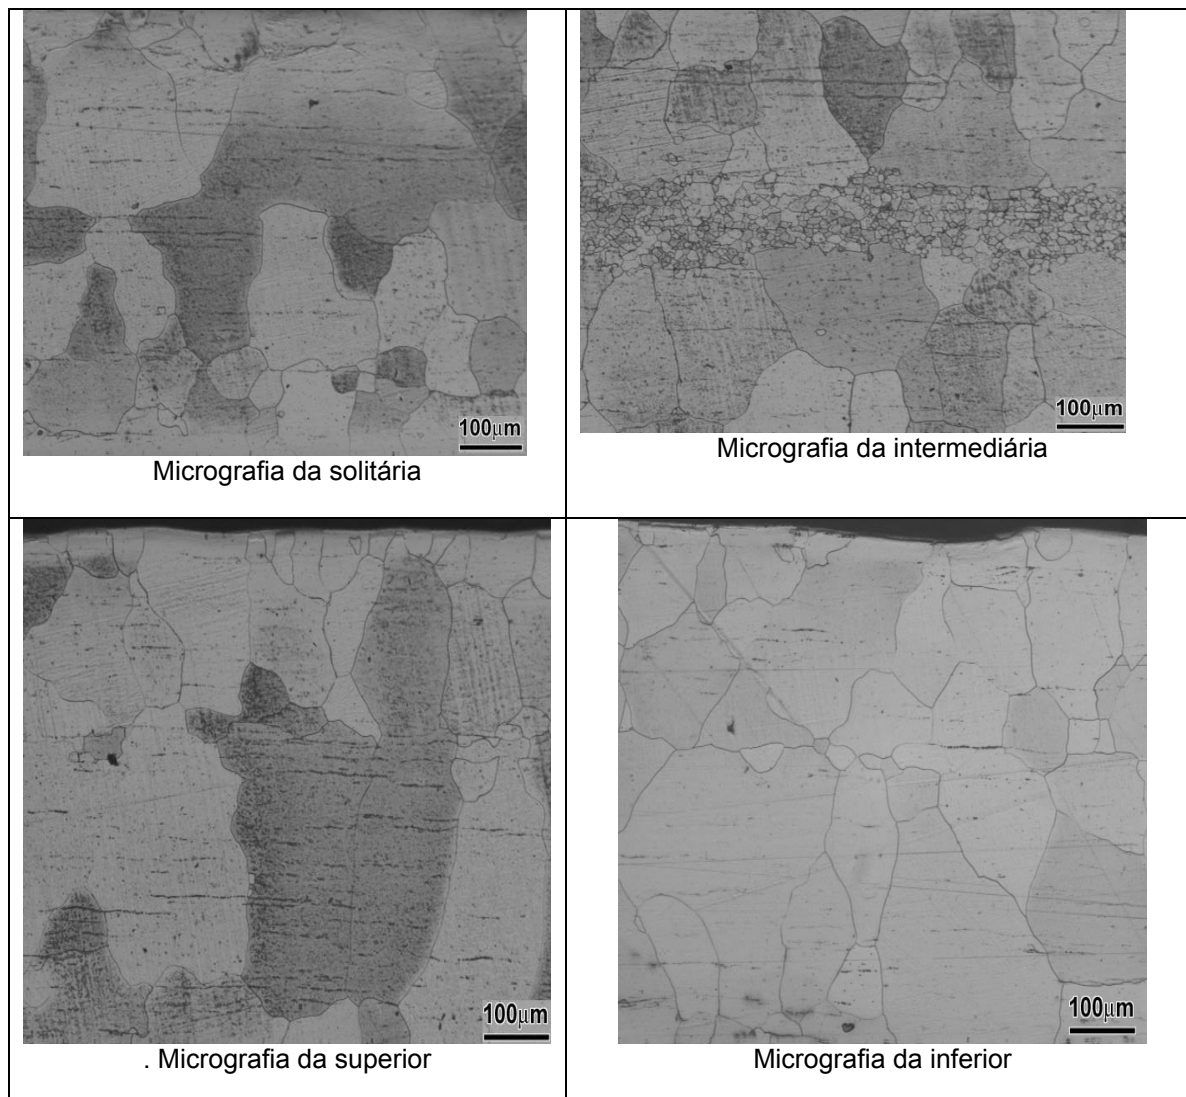 100μm
Micrografia da solitária
100μm
Micrografia da intermediária
100μm
. Micrografia da superior
100μm
Micrografia da inferior